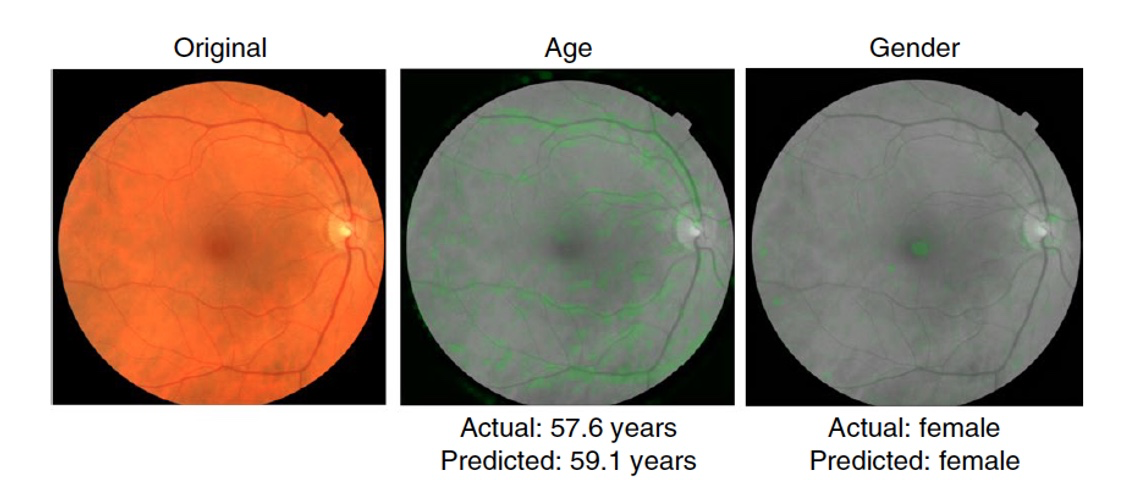 Original
Age
Gender
Actual: 57.6 years
Predicted: 59.1 years
Actual: female
Predicted: female